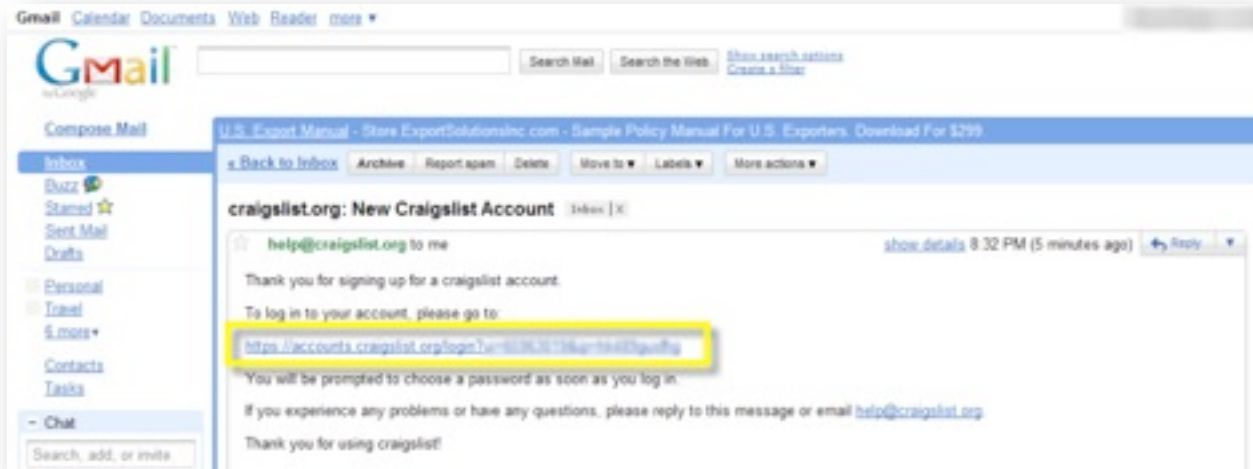 Gmail Calendar Documents Web Reader more ▼
Gmail
by Google
Search Mail Search the Web
Show search options
Create a filter
Compose Mail
Inbox
Buzz
Starred
Sent Mail
Drafts
Personal
Travel
6 more▼
Contacts
Tasks
− Chat
Search, add, or invite
U.S. Export Manual - Store.ExportSolutionsInc.com - Sample Policy Manual For U.S. Exporters. Download For $299.
« Back to Inbox Archive Report spam Delete Move to ▼ Labels ▼ More actions ▼
craigslist.org: New Craigslist Account Inbox | X
help@craigslist.org to me show details 8:32 PM (5 minutes ago) Reply ▼
Thank you for signing up for a craigslist account.
To log in to your account, please go to:
https://accounts.craigslist.org/login?
You will be prompted to choose a password as soon as you log in.
If you experience any problems or have any questions, please reply to this message or email help@craigslist.org.
Thank you for using craigslist!